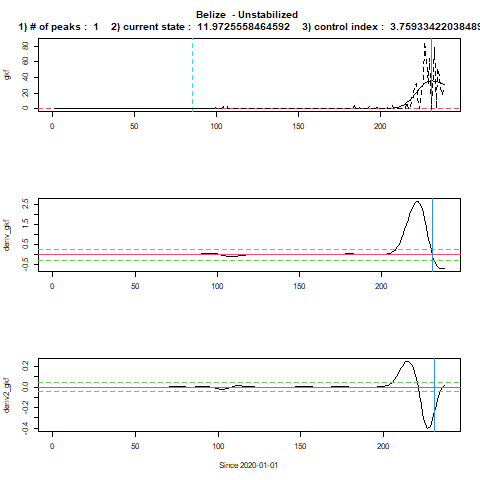 Belize - Unstabilized
1) # of peaks : 1 2) current state : 11.9725558464592 3) control index : 3.7593342203848
gkf
0 20 40 60 80
0 50 100 150 200
deriv_gkf
-0.5 0.5 1.5 2.5
0 50 100 150 200
deriv2_gkf
-0.4 -0.2 0.0 0.2
0 50 100 150 200
Since 2020-01-01